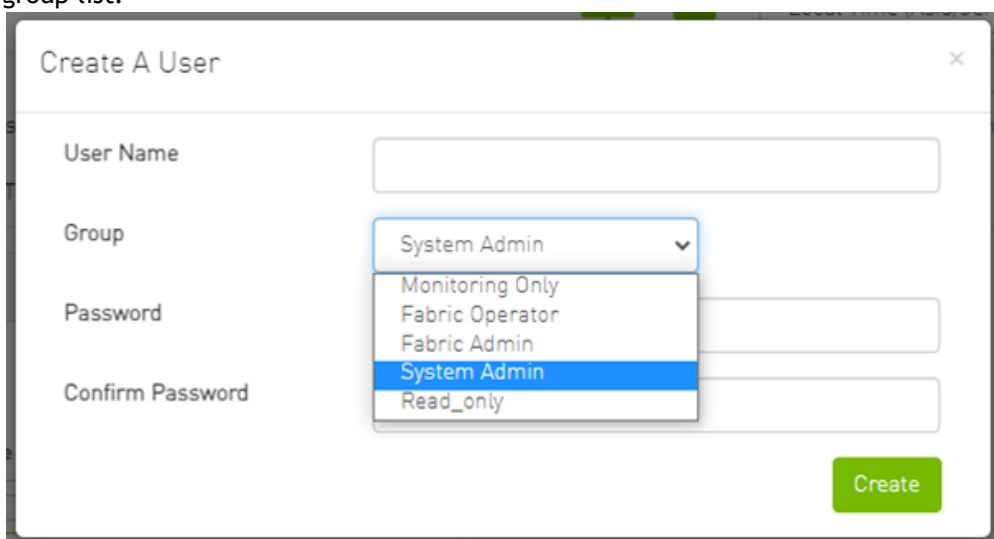 group list.
Create A User
×
User Name
Group
System Admin
Monitoring Only
Fabric Operator
Fabric Admin
System Admin
Read_only
Password
Confirm Password
Create